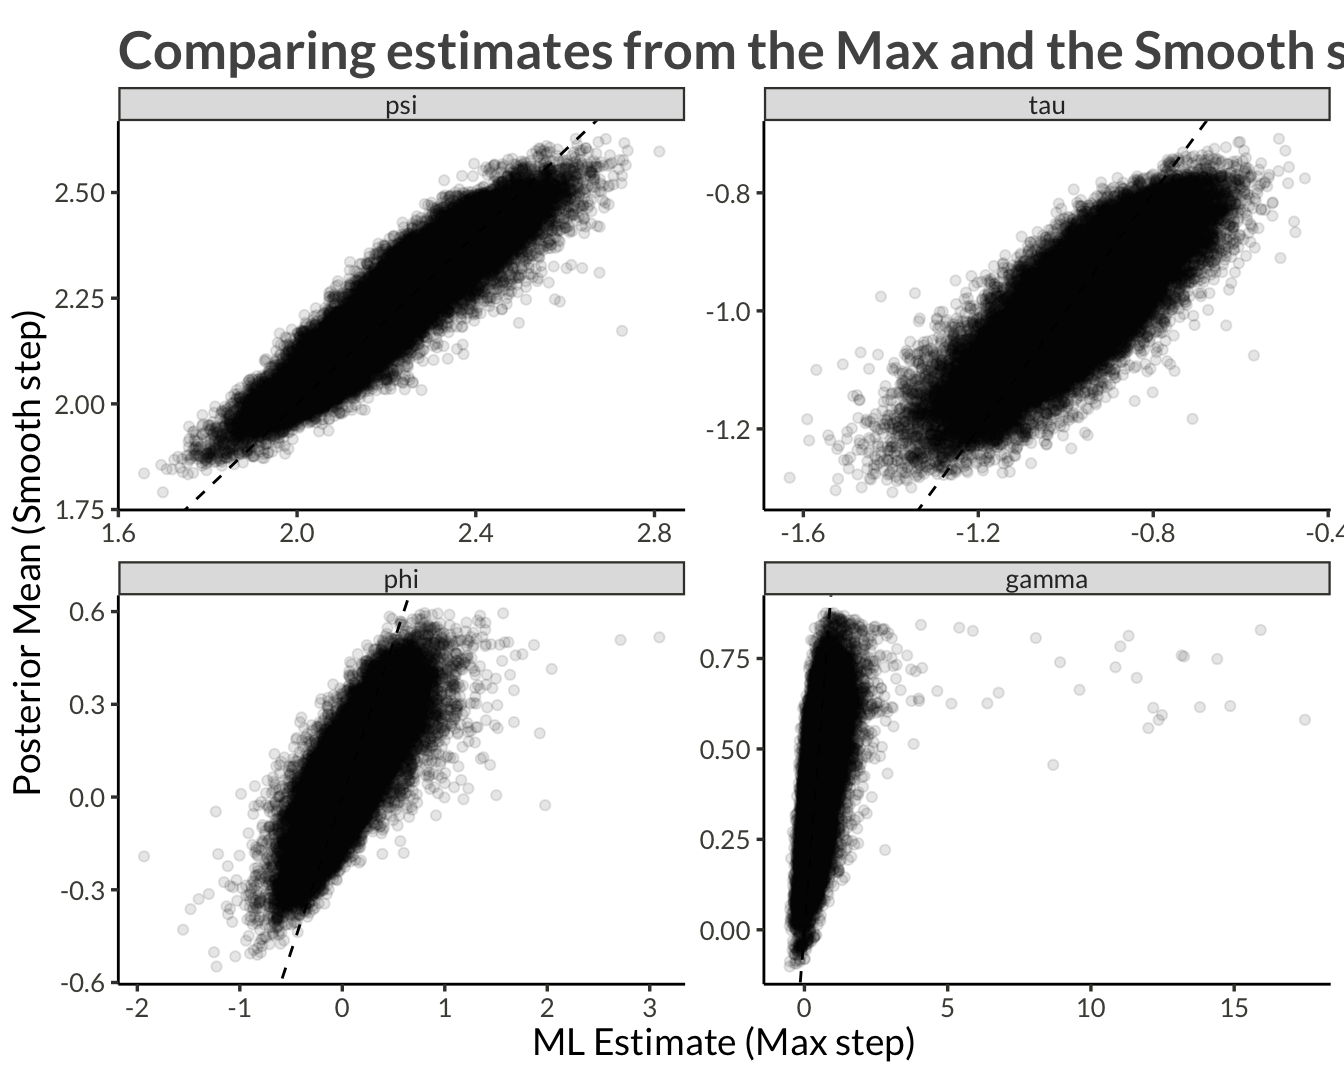 Comparing estimates from the Max and the Smooth s
psi
tau
2.50
2.25
2.00
1.75
1.6 2.0 2.4 2.8
-0.8
-1.0
-1.2
-1.6 -1.2 -0.8 -0.4
phi
gamma
0.6
0.3
0.0
-0.3
-0.6
-2 -1 0 1 2 3
0.75
0.50
0.25
0.00
0 5 10 15
Posterior Mean (Smooth step)
ML Estimate (Max step)